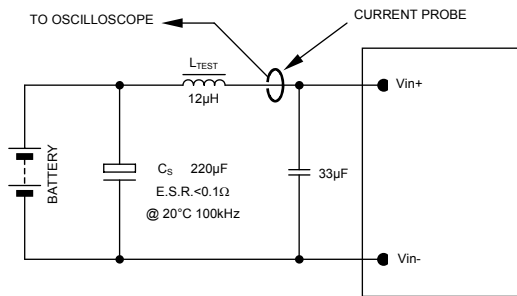 TO OSCILLOSCOPE
CURRENT PROBE
LTEST
12µH
Vin+
BATTERY
CS 220µF
E.S.R.<0.1Ω
@ 20°C 100kHz
33µF
Vin-